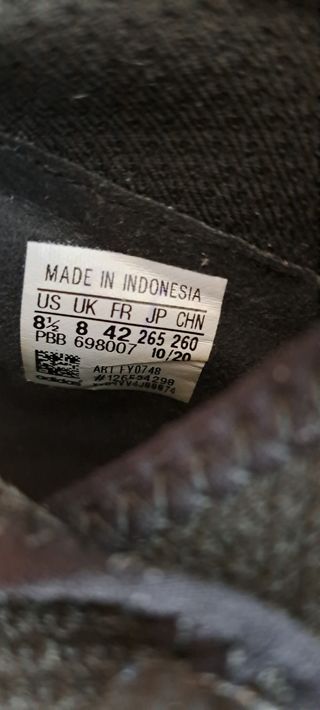 MADE IN INDONESIA
US UK FR JP CHN
8½ 8 42 265 260
PBB 698007 10/20
ART FY0748
adidas